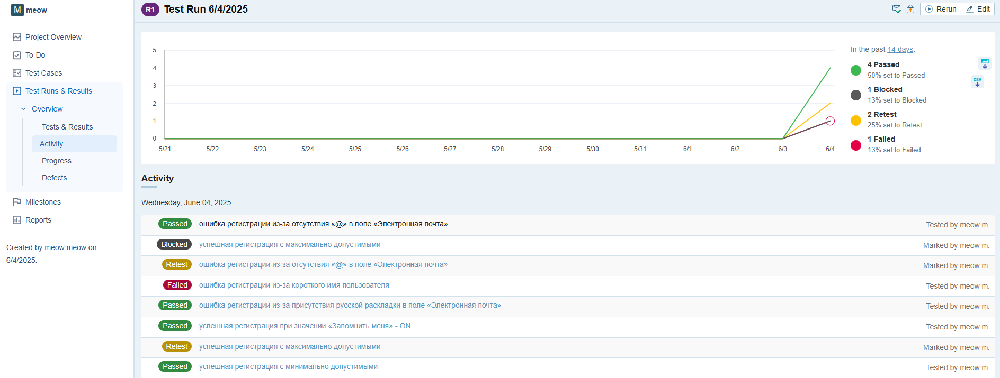 M meow
Project Overview
To-Do
Test Cases
Test Runs & Results
Overview
Tests & Results
Activity
Progress
Defects
Milestones
Reports
Created by meow meow on
6/4/2025.
R1 Test Run 6/4/2025
Rerun Edit
5
4
3
2
1
0
5/21 5/22 5/23 5/24 5/25 5/26 5/27 5/28 5/29 5/30 5/31 6/1 6/2 6/3 6/4
In the past 14 days:
4 Passed
50% set to Passed
1 Blocked
13% set to Blocked
2 Retest
25% set to Retest
1 Failed
13% set to Failed
CSV
Activity
Wednesday, June 04, 2025
Passed ошибка регистрации из-за отсутствия «@» в поле «Электронная почта» Tested by meow m.
Blocked успешная регистрация с максимально допустимыми Marked by meow m.
Retest ошибка регистрации из-за отсутствия «@» в поле «Электронная почта» Marked by meow m.
Failed ошибка регистрации из-за короткого имя пользователя Tested by meow m.
Passed ошибка регистрации из-за присутствия русской раскладки в поле «Электронная почта» Tested by meow m.
Passed успешная регистрация при значении «Запомнить меня» - ON Tested by meow m.
Retest успешная регистрация с максимально допустимыми Marked by meow m.
Passed успешная регистрация с минимально допустимыми Tested by meow m.